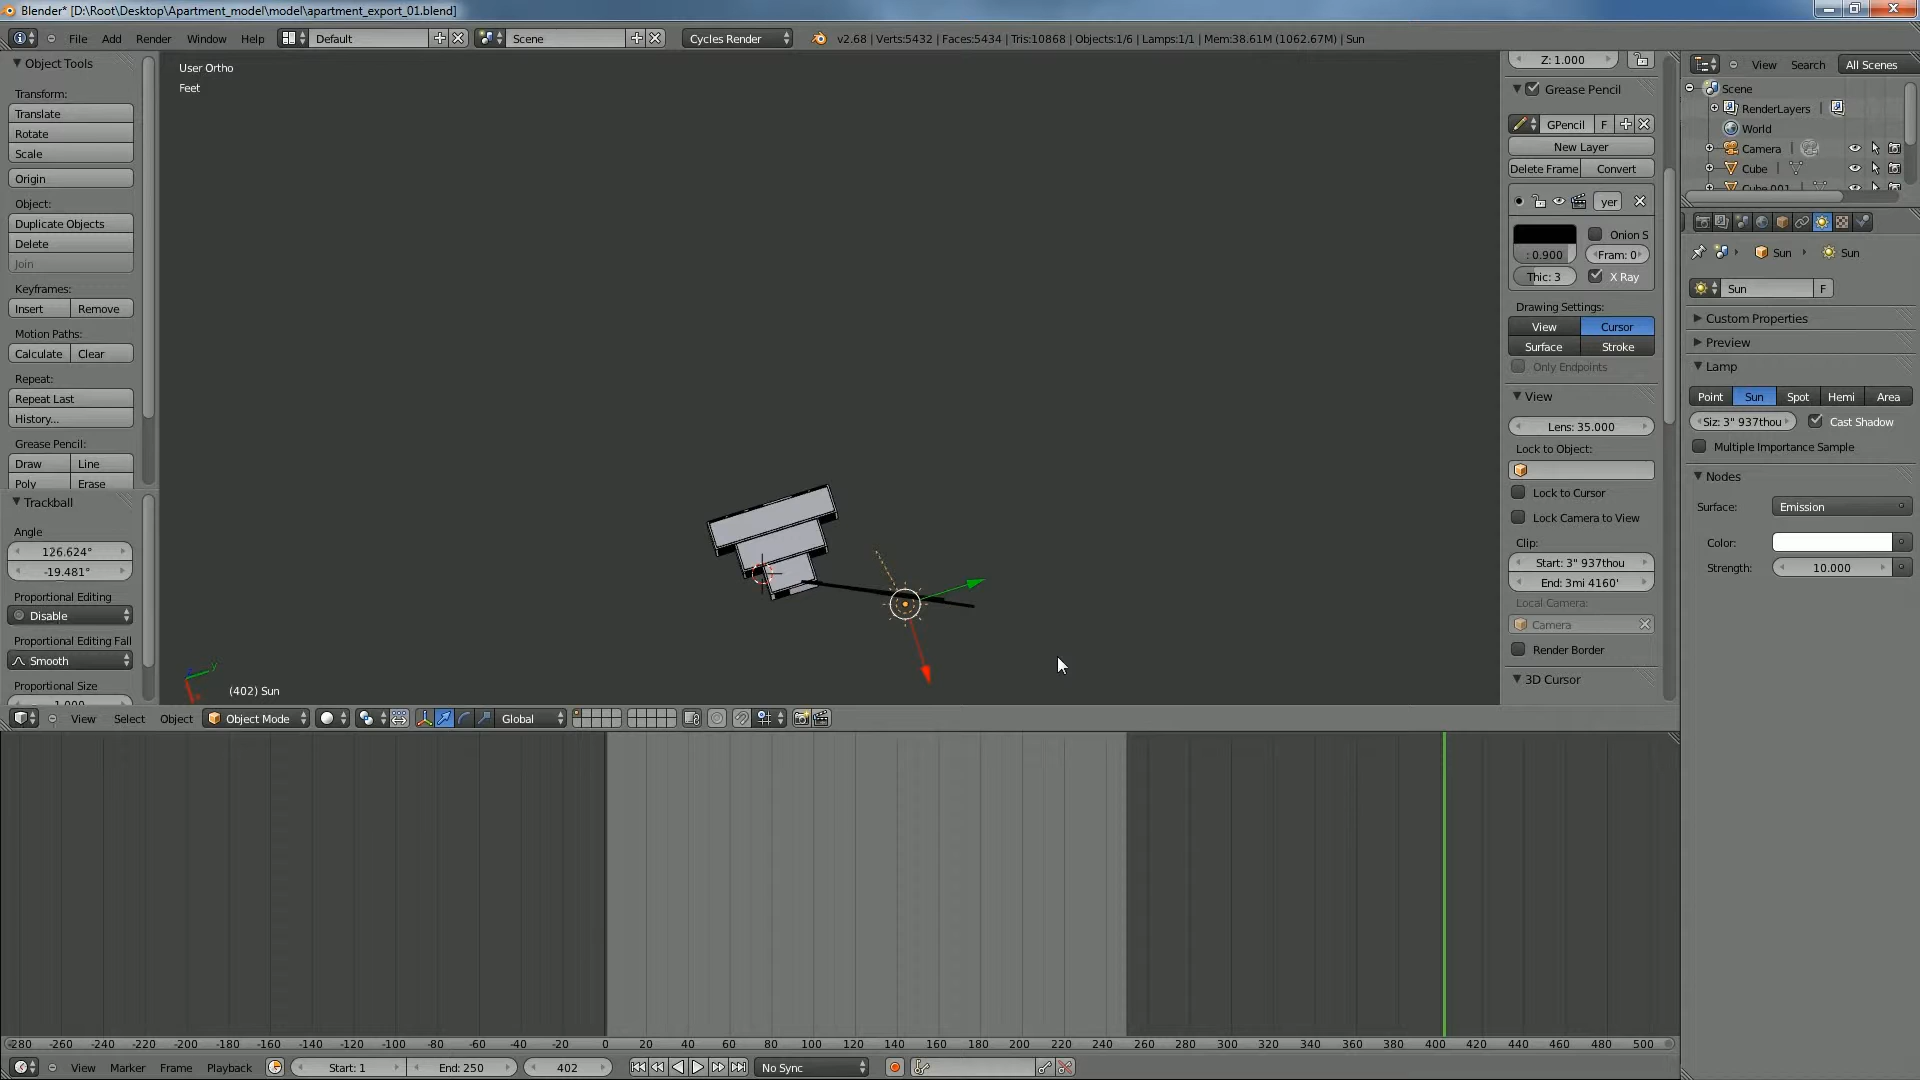 Blender* [D:\Root\Desktop\Apartment_model\model\apartment_export_01.blend]
File Add Render Window Help Default Scene Cycles Render v2.68 | Verts:5432 | Faces:5434 | Tris:10868 | Objects:1/6 | Lamps:1/1 | Mem:38.61M (1062.67M) | Sun
Object Tools
Transform:
Translate
Rotate
Scale
Origin
Object:
Duplicate Objects
Delete
Join
Keyframes:
Insert Remove
Motion Paths:
Calculate Clear
Repeat:
Repeat Last
History...
Grease Pencil:
Draw Line
Poly Erase
Trackball
Angle
126.624°
-19.481°
Proportional Editing
Disable
Proportional Editing Fall
Smooth
Proportional Size
1.000
User Ortho
Feet
(402) Sun
Z: 1.000
Grease Pencil
GPencil F
New Layer
Delete Frame Convert
yer
Onion S
: 0.900 Fram: 0
Thic: 3 X Ray
Drawing Settings:
View Cursor
Surface Stroke
Only Endpoints
View
Lens: 35.000
Lock to Object:
Lock to Cursor
Lock Camera to View
Clip:
Start: 3" 937thou
End: 3mi 4160'
Local Camera:
Camera
Render Border
3D Cursor
View Search All Scenes
Scene
RenderLayers
World
Camera
Cube
Cube.001
Sun Sun
Sun F
Custom Properties
Preview
Lamp
Point Sun Spot Hemi Area
Siz: 3" 937thou Cast Shadow
Multiple Importance Sample
Nodes
Surface: Emission
Color:
Strength: 10.000
View Select Object Object Mode Global
-280 -260 -240 -220 -200 -180 -160 -140 -120 -100 -80 -60 -40 -20 0 20 40 60 80 100 120 140 160 180 200 220 240 260 280 300 320 340 360 380 400 420 440 460 480 500
View Marker Frame Playback Start: 1 End: 250 402 No Sync